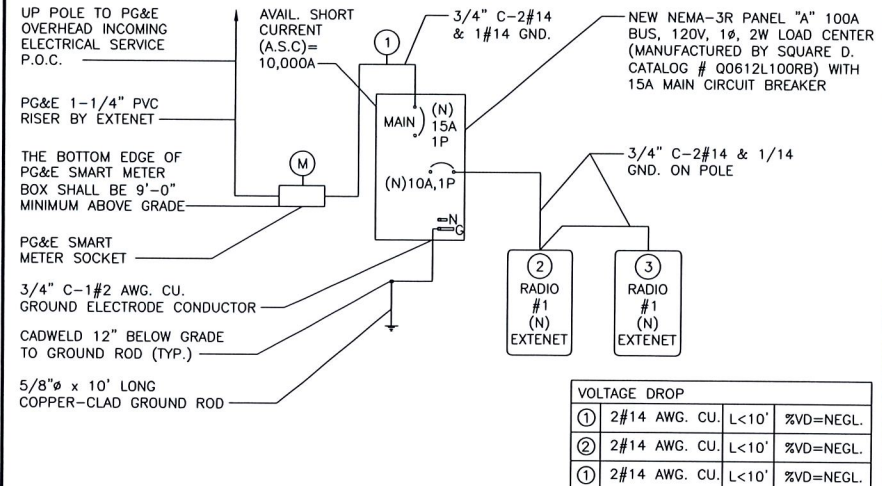 UP POLE TO PG&E
OVERHEAD INCOMING
ELECTRICAL SERVICE
P.O.C.
PG&E 1-1/4" PVC
RISER BY EXTENET
THE BOTTOM EDGE OF
PG&E SMART METER
BOX SHALL BE 9'-0"
MINIMUM ABOVE GRADE
PG&E SMART
METER SOCKET
3/4" C-1#2 AWG. CU.
GROUND ELECTRODE CONDUCTOR
CADWELD 12" BELOW GRADE
TO GROUND ROD (TYP.)
5/8"ø x 10' LONG
COPPER-CLAD GROUND ROD
AVAIL. SHORT
CURRENT
(A.S.C)=
10,000A
1
M
3/4" C-2#14
& 1#14 GND.
MAIN
(N)
15A
1P
(N)10A,1P
N
G
NEW NEMA-3R PANEL "A" 100A
BUS, 120V, 1ø, 2W LOAD CENTER
(MANUFACTURED BY SQUARE D.
CATALOG # Q0612L100RB) WITH
15A MAIN CIRCUIT BREAKER
3/4" C-2#14 & 1/14
GND. ON POLE
2
RADIO
#1
(N)
EXTENET
3
RADIO
#1
(N)
EXTENET
VOLTAGE DROP
1 2#14 AWG. CU. L<10' %VD=NEGL.
2 2#14 AWG. CU. L<10' %VD=NEGL.
1 2#14 AWG. CU. L<10' %VD=NEGL.